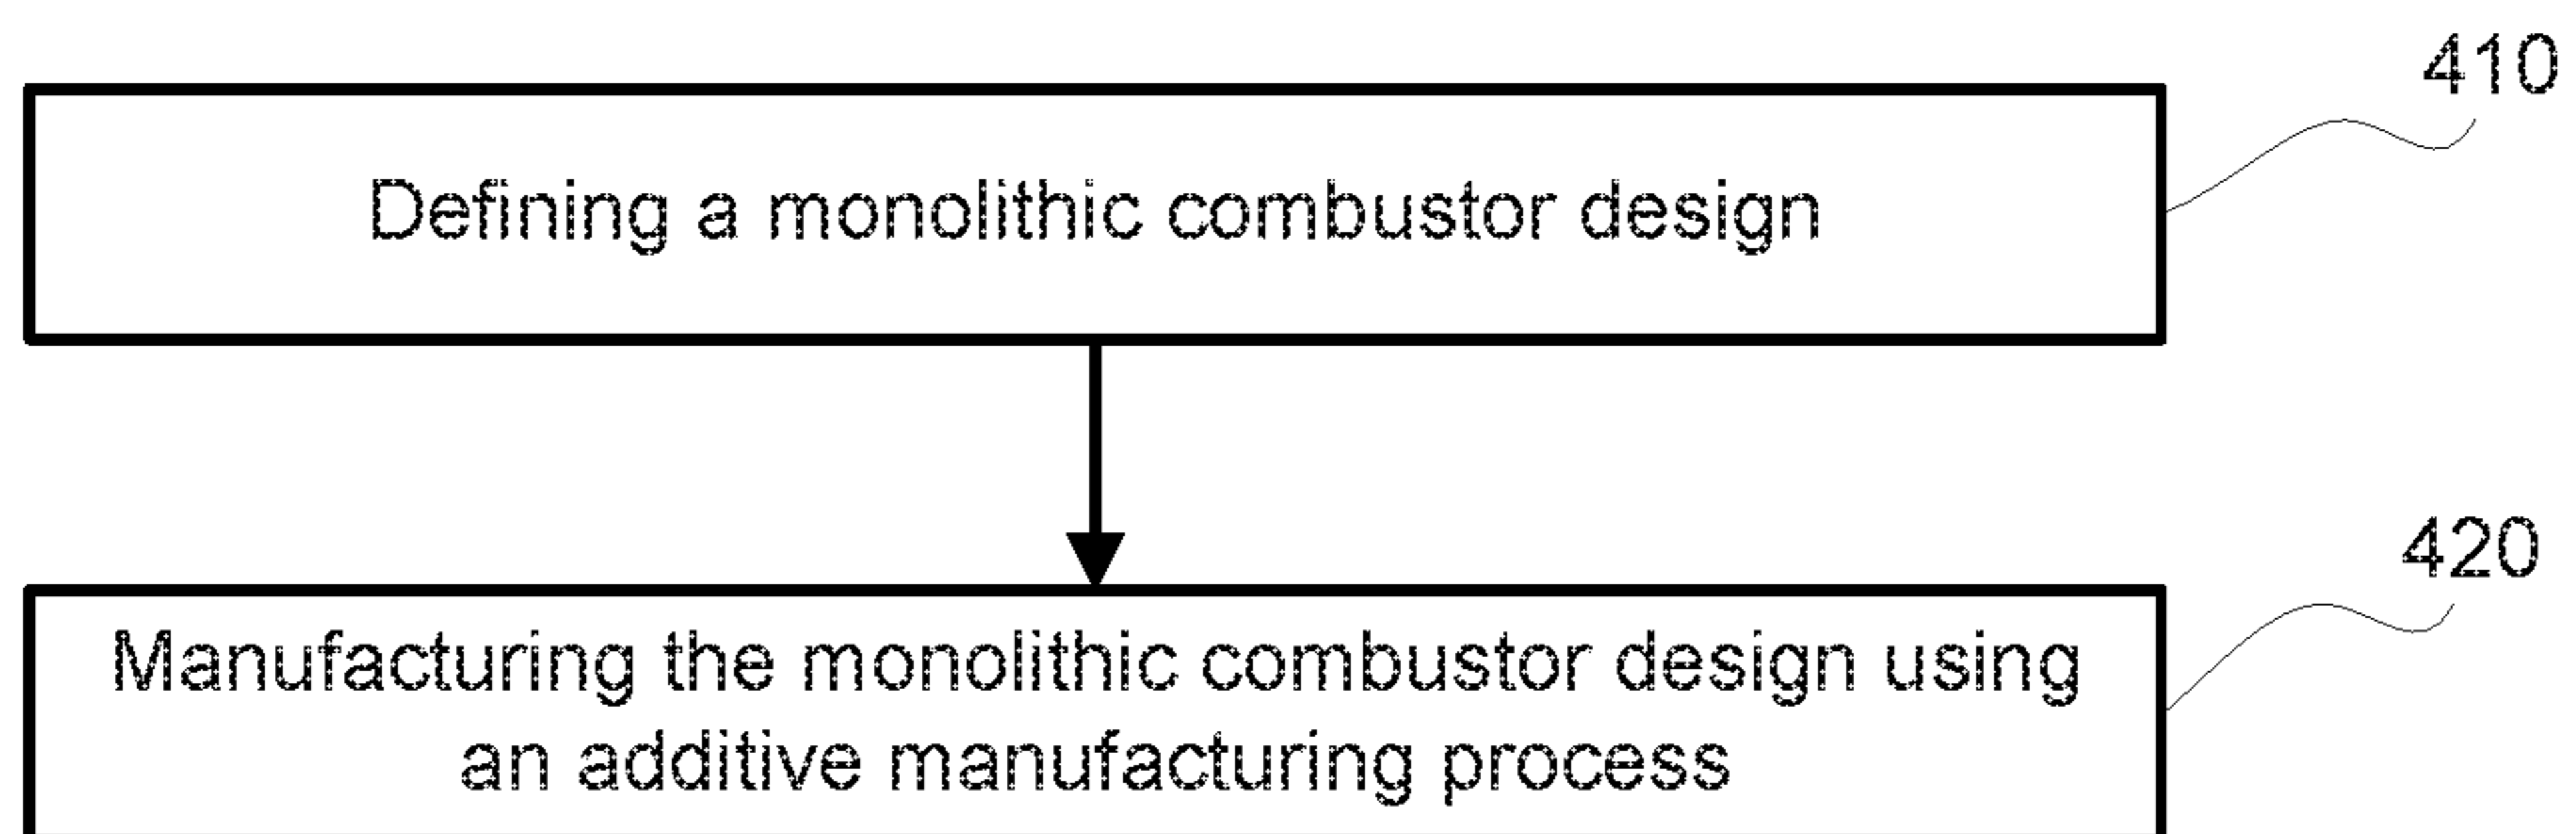 410
Defining a monolithic combustor design
420
Manufacturing the monolithic combustor design using
an additive manufacturing process